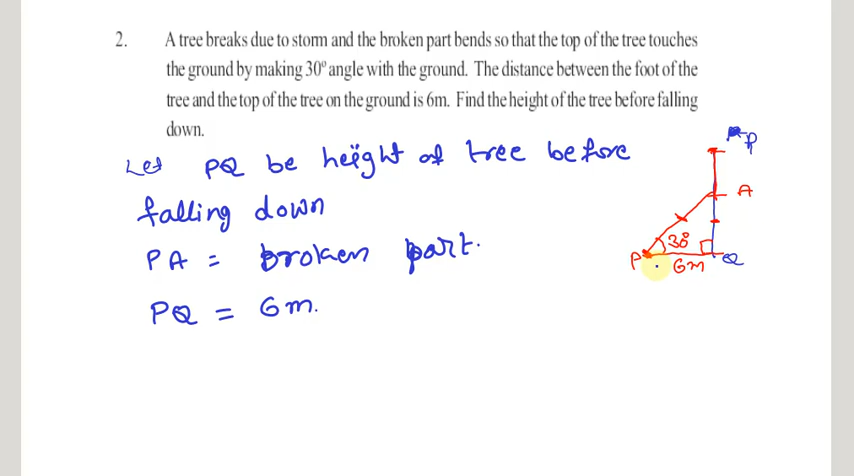 2. A tree breaks due to storm and the broken part bends so that the top of the tree touches
the ground by making 30° angle with the ground. The distance between the foot of the
tree and the top of the tree on the ground is 6m. Find the height of the tree before falling
down.
Let PQ be height of tree before
falling down
PA = broken part.
PQ = 6m.
P
A
30°
P
6m
Q